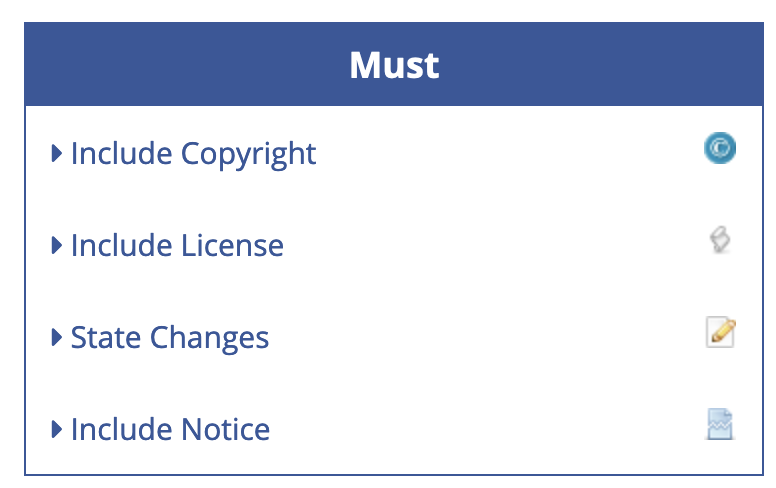 Must
Include Copyright
Include License
State Changes
Include Notice